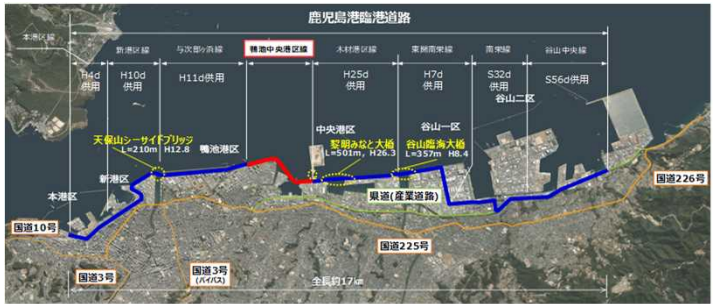 鹿児島港臨港道路
本港区線
新港区線
与次郎ヶ浜線
鴨池中央港区線
木材港区線
東開南栄線
南栄線
谷山中央線
H4d
供用
H10d
供用
H11d供用
H25d
供用
H7d
供用
S32d
供用
S56d供用
天保山シーサイドブリッジ
L=210m H12.8
鴨池港区
中央港区
黎明みなと大橋
L=501m, H26.3
谷山一区
谷山臨海大橋
L=357m H8.4
谷山二区
新港区
本港区
県道(産業道路)
国道10号
国道3号
国道3号
(バイパス)
国道225号
国道226号
全長約17km